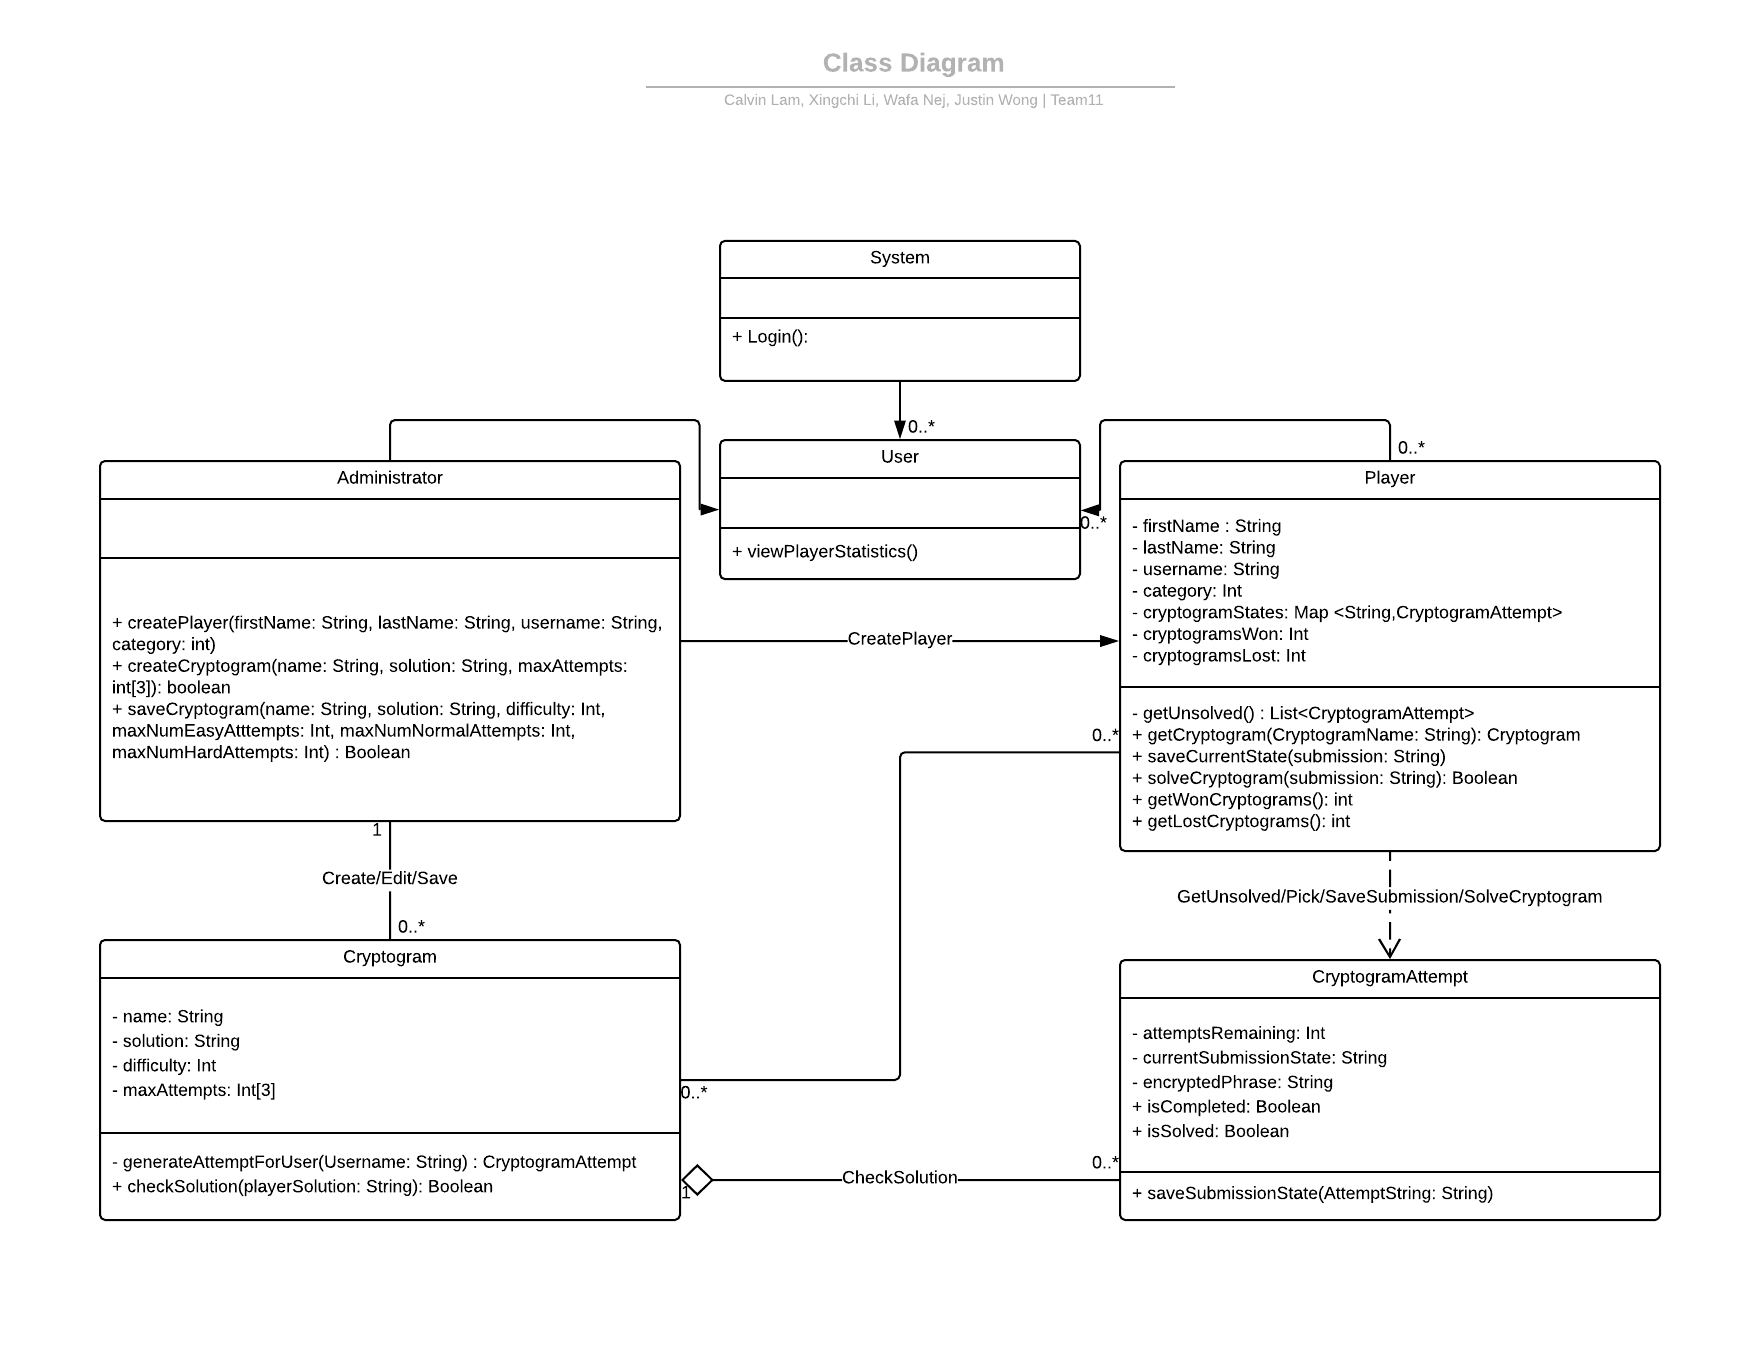 Class Diagram
Calvin Lam, Xingchi Li, Wafa Nej, Justin Wong | Team11
System
+ Login():
0..*
User
+ viewPlayerStatistics()
0..*
0..*
Administrator
+ createPlayer(firstName: String, lastName: String, username: String,
category: int)
+ createCryptogram(name: String, solution: String, maxAttempts:
int[3]): boolean
+ saveCryptogram(name: String, solution: String, difficulty: Int,
maxNumEasyAtttempts: Int, maxNumNormalAttempts: Int,
maxNumHardAttempts: Int) : Boolean
CreatePlayer
Player
- firstName : String
- lastName: String
- username: String
- category: Int
- cryptogramStates: Map <String,CryptogramAttempt>
- cryptogramsWon: Int
- cryptogramsLost: Int
- getUnsolved() : List<CryptogramAttempt>
+ getCryptogram(CryptogramName: String): Cryptogram
+ saveCurrentState(submission: String)
+ solveCryptogram(submission: String): Boolean
+ getWonCryptograms(): int
+ getLostCryptograms(): int
0..*
1
Create/Edit/Save
0..*
GetUnsolved/Pick/SaveSubmission/SolveCryptogram
Cryptogram
- name: String
- solution: String
- difficulty: Int
- maxAttempts: Int[3]
- generateAttemptForUser(Username: String) : CryptogramAttempt
+ checkSolution(playerSolution: String): Boolean
0..*
1
CheckSolution
0..*
CryptogramAttempt
- attemptsRemaining: Int
- currentSubmissionState: String
- encryptedPhrase: String
+ isCompleted: Boolean
+ isSolved: Boolean
+ saveSubmissionState(AttemptString: String)